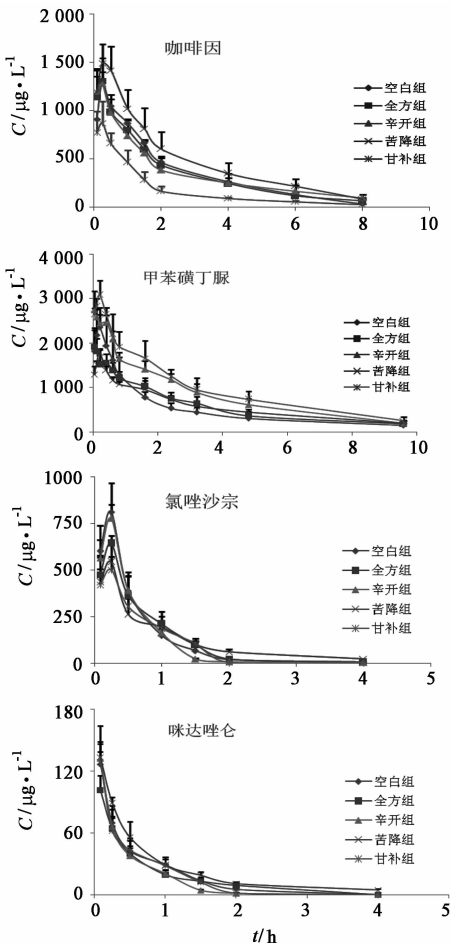 C/μg·L⁻¹
2 000
1 500
1 000
500
0
咖啡因
空白组
全方组
辛开组
苦降组
甘补组
0 2 4 6 8 10
C/μg·L⁻¹
4 000
3 000
2 000
1 000
0
甲苯磺丁脲
空白组
全方组
辛开组
苦降组
甘补组
0 2 4 6 8 10
C/μg·L⁻¹
1000
750
500
250
0
氯唑沙宗
空白组
全方组
辛开组
苦降组
甘补组
0 1 2 3 4 5
C/μg·L⁻¹
180
120
60
0
咪达唑仑
空白组
全方组
辛开组
苦降组
甘补组
0 1 2 3 4 5
t/h